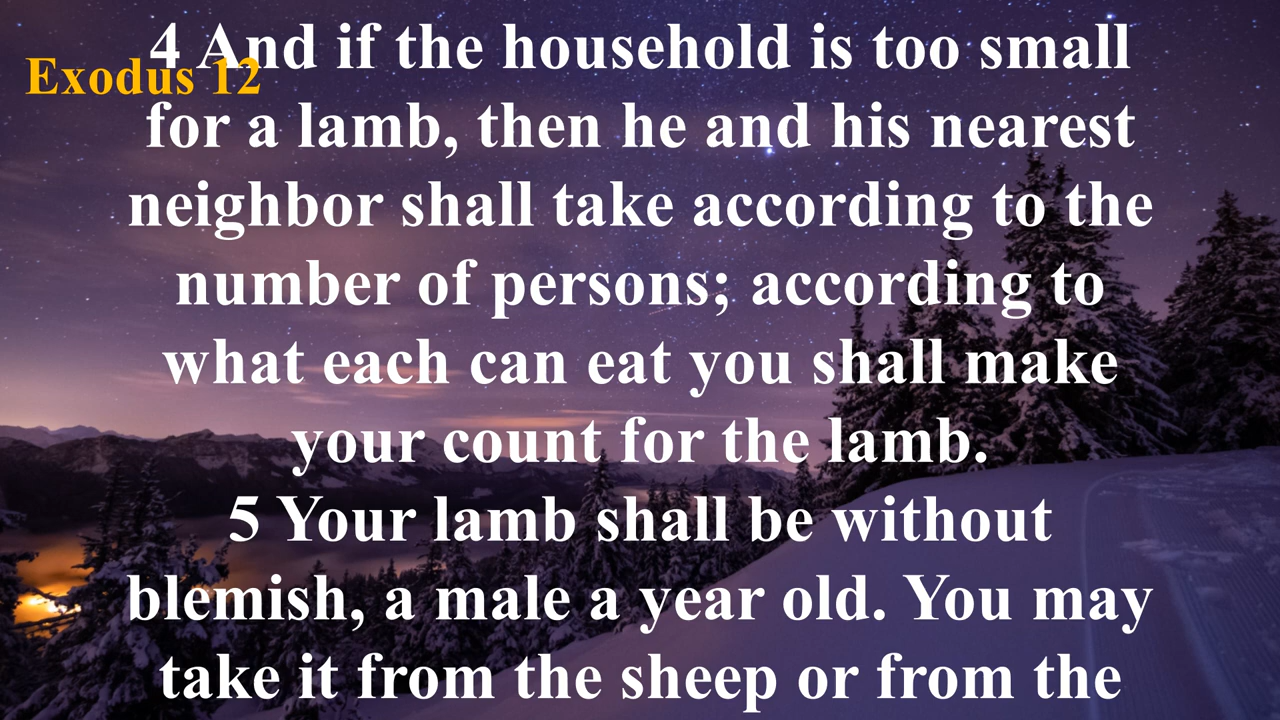 Exodus 12
4 And if the household is too small
for a lamb, then he and his nearest
neighbor shall take according to the
number of persons; according to
what each can eat you shall make
your count for the lamb.
5 Your lamb shall be without
blemish, a male a year old. You may
take it from the sheep or from the